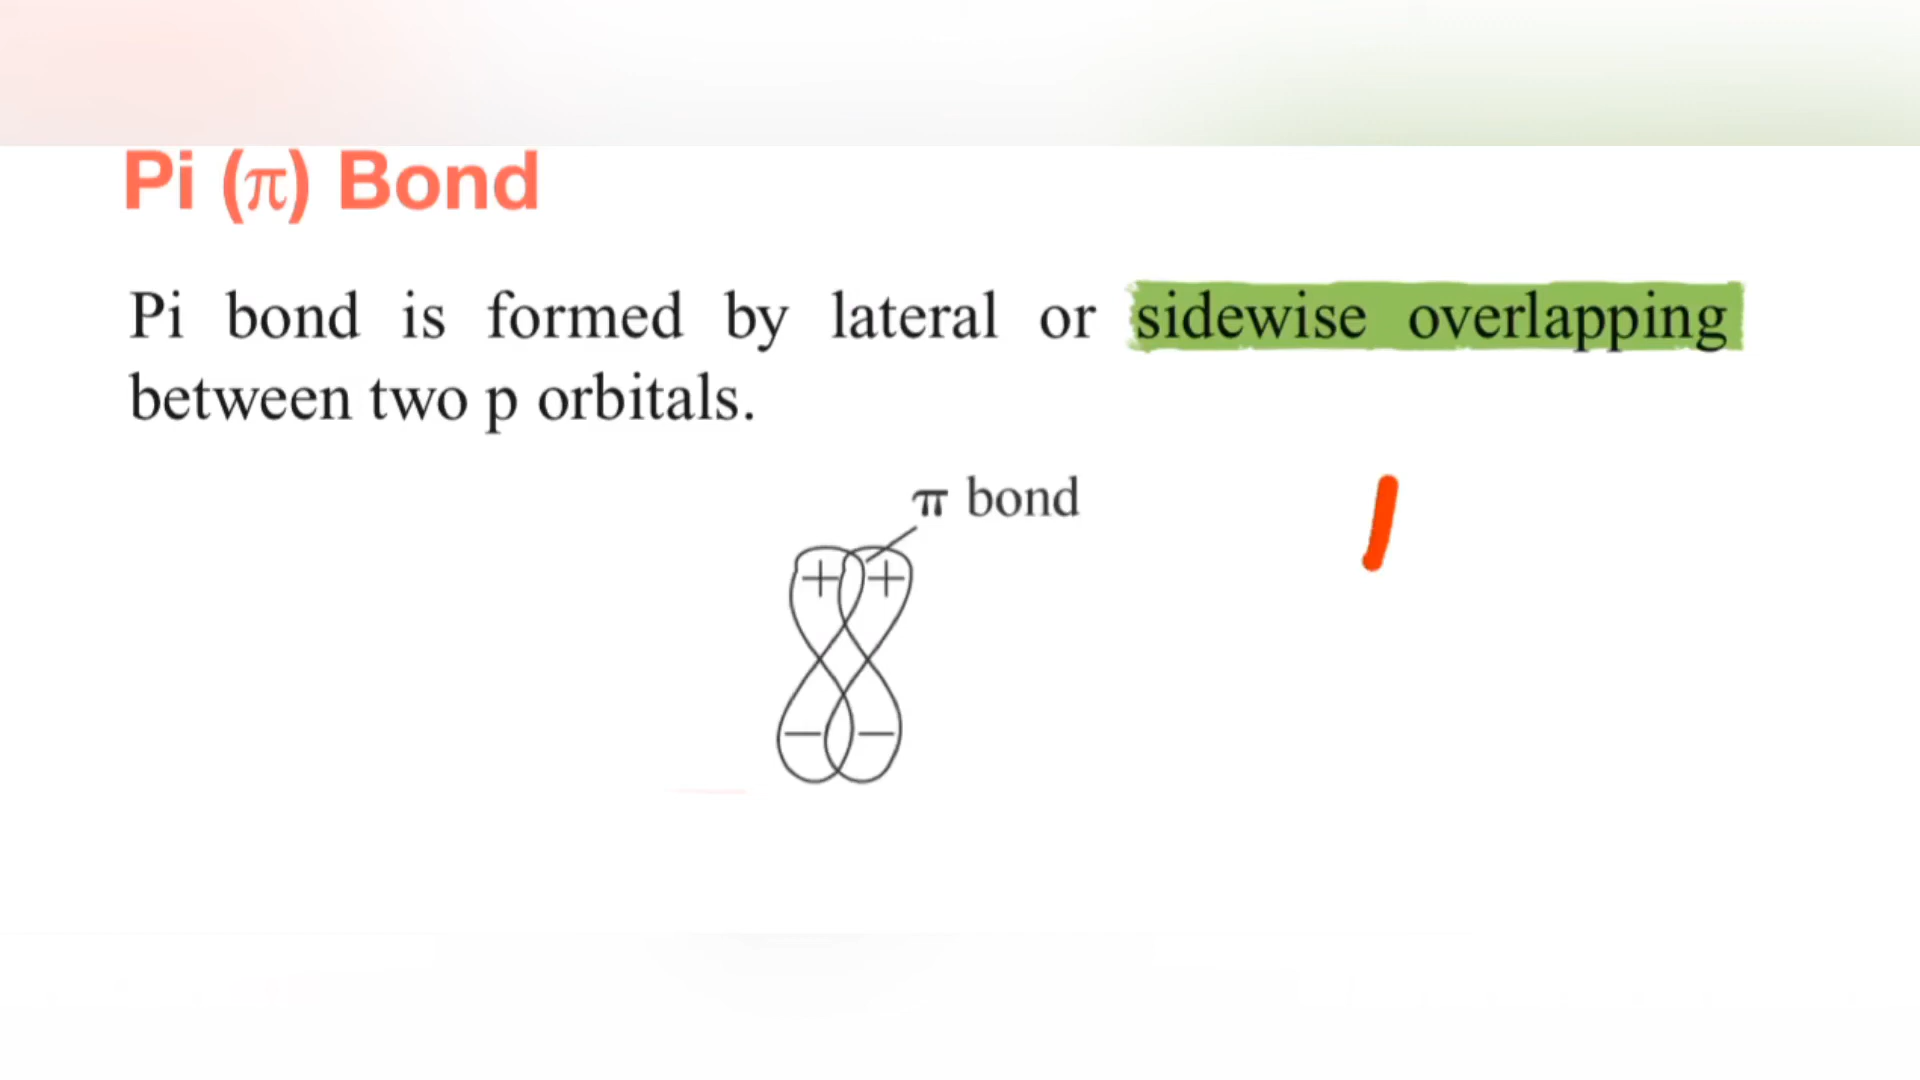 Pi (π) Bond
Pi bond is formed by lateral or sidewise overlapping
between two p orbitals.
π bond
+ +
− −